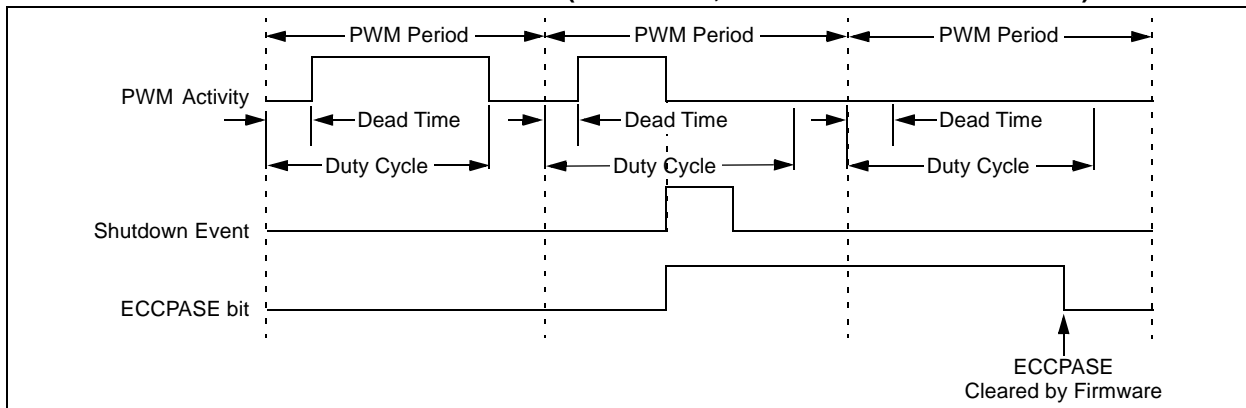 PWM Period PWM Period PWM Period
PWM Activity
Dead Time Dead Time Dead Time
Duty Cycle Duty Cycle Duty Cycle
Shutdown Event
ECCPASE bit
ECCPASE
Cleared by Firmware